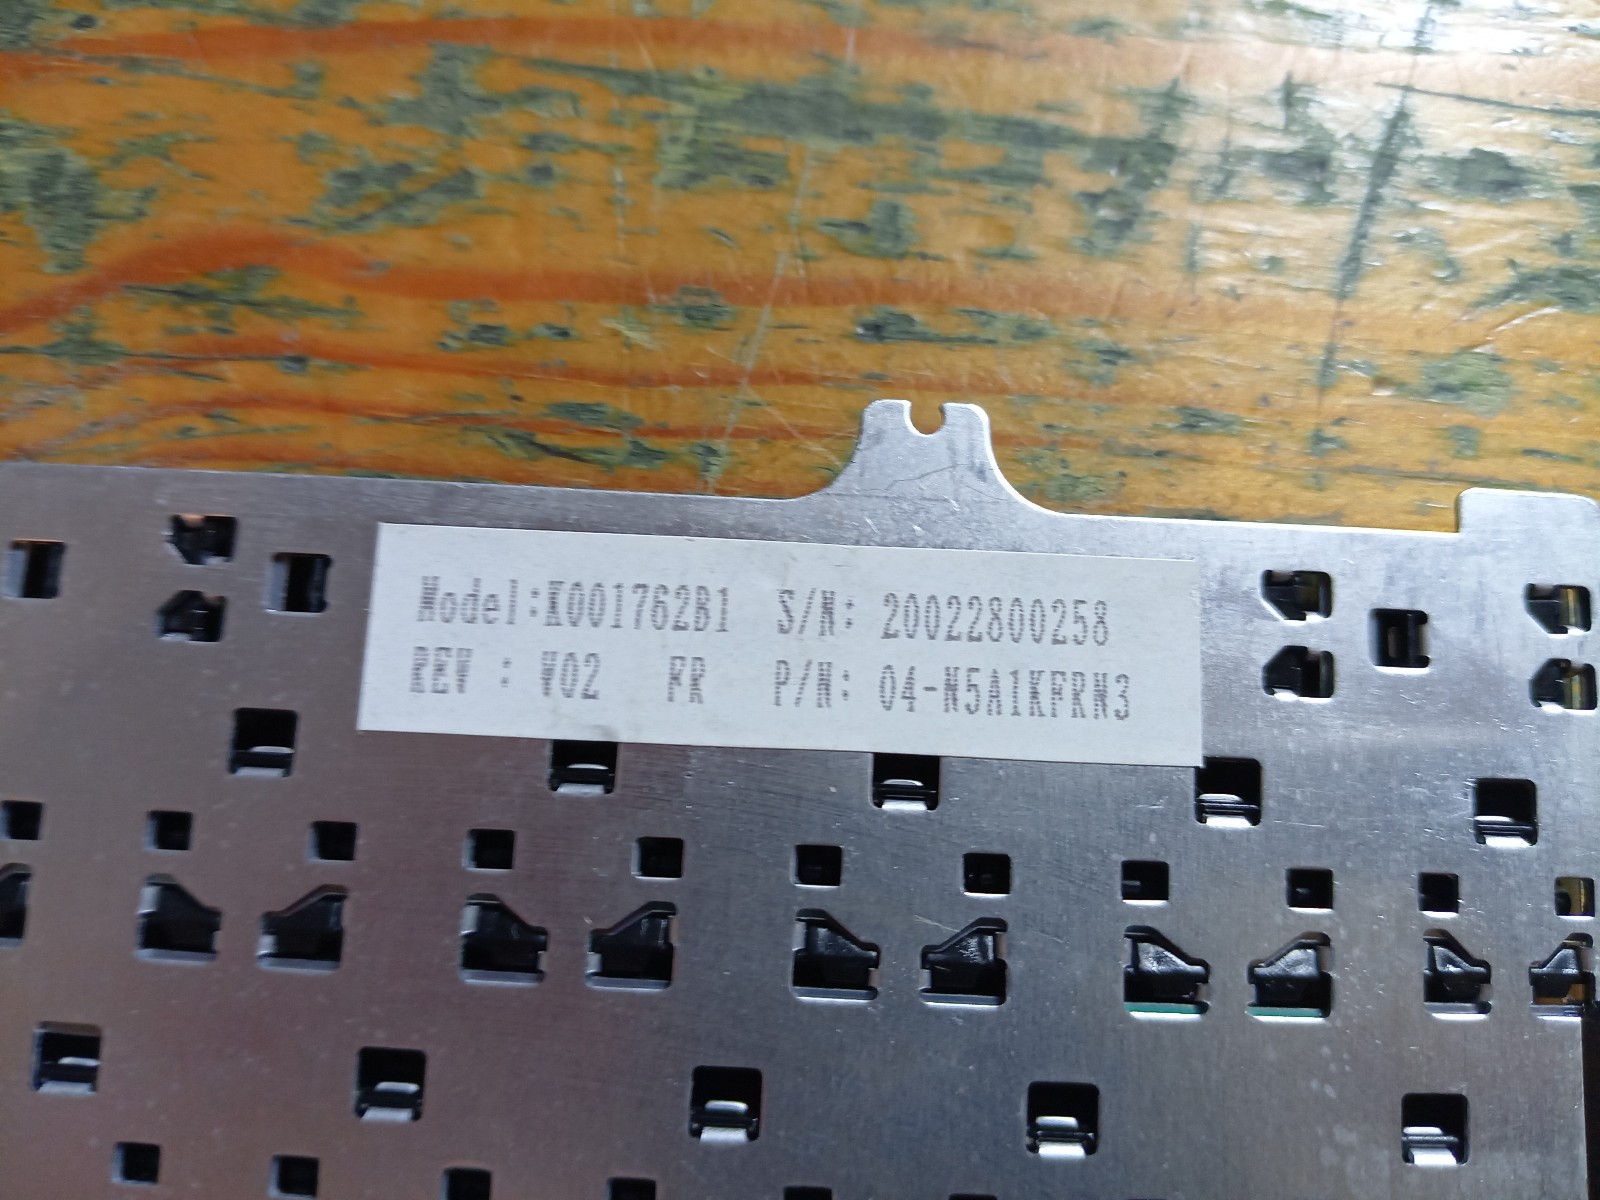 Model:K001762B1 S/N: 20022800258
REV : V02 FR P/N: 04-N5A1KFRN3